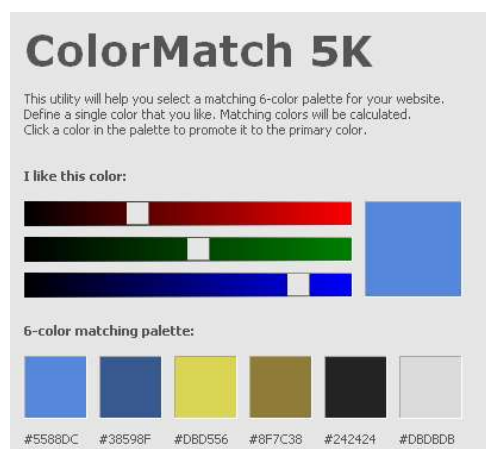 ColorMatch 5K
This utility will help you select a matching 6-color palette for your website.
Define a single color that you like. Matching colors will be calculated.
Click a color in the palette to promote it to the primary color.
I like this color:
6-color matching palette:
#5588DC #38598F #DBD556 #8F7C38 #242424 #DBDBDB